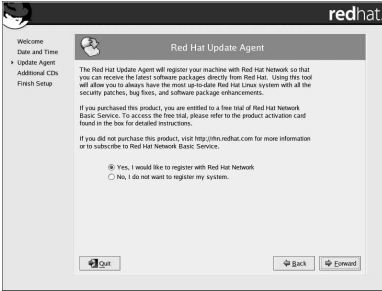 redhat.
Welcome
Date and Time
Update Agent
Additional CDs
Finish Setup
Red Hat Update Agent
The Red Hat Update Agent will register your machine with Red Hat Network so that
you can receive the latest software packages directly from Red Hat. Using this tool
will allow you to always have the most up-to-date Red Hat Linux system with all the
security patches, bug fixes, and software package enhancements.
If you purchased this product, you are entitled to a free trial of Red Hat Network
Basic Service. To access the free trial, please refer to the product activation card
found in the box for detailed instructions.
If you did not purchase this product, visit http://rhn.redhat.com for more information
or to subscribe to Red Hat Network Basic Service.
Yes, I would like to register with Red Hat Network
No, I do not want to register my system.
Quit
Back
Forward